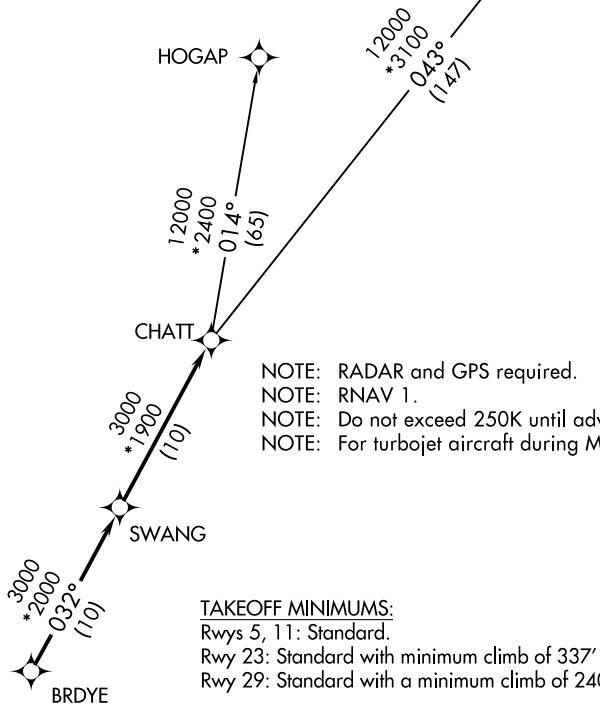 12000
*3100
043°
(147)
HOGAP
12000
*2400
014°
(65)
CHATT
NOTE: RADAR and GPS required.
NOTE: RNAV 1.
NOTE: Do not exceed 250K until
NOTE: For turbojet aircraft during
3000
*1900
(10)
SWANG
3000
*2000
032°
(10)
TAKEOFF MINIMUMS:
Rwys 5, 11: Standard.
Rwy 23: Standard with minimum climb of 337'
Rwy 29: Standard with a minimum climb of
BRDYE